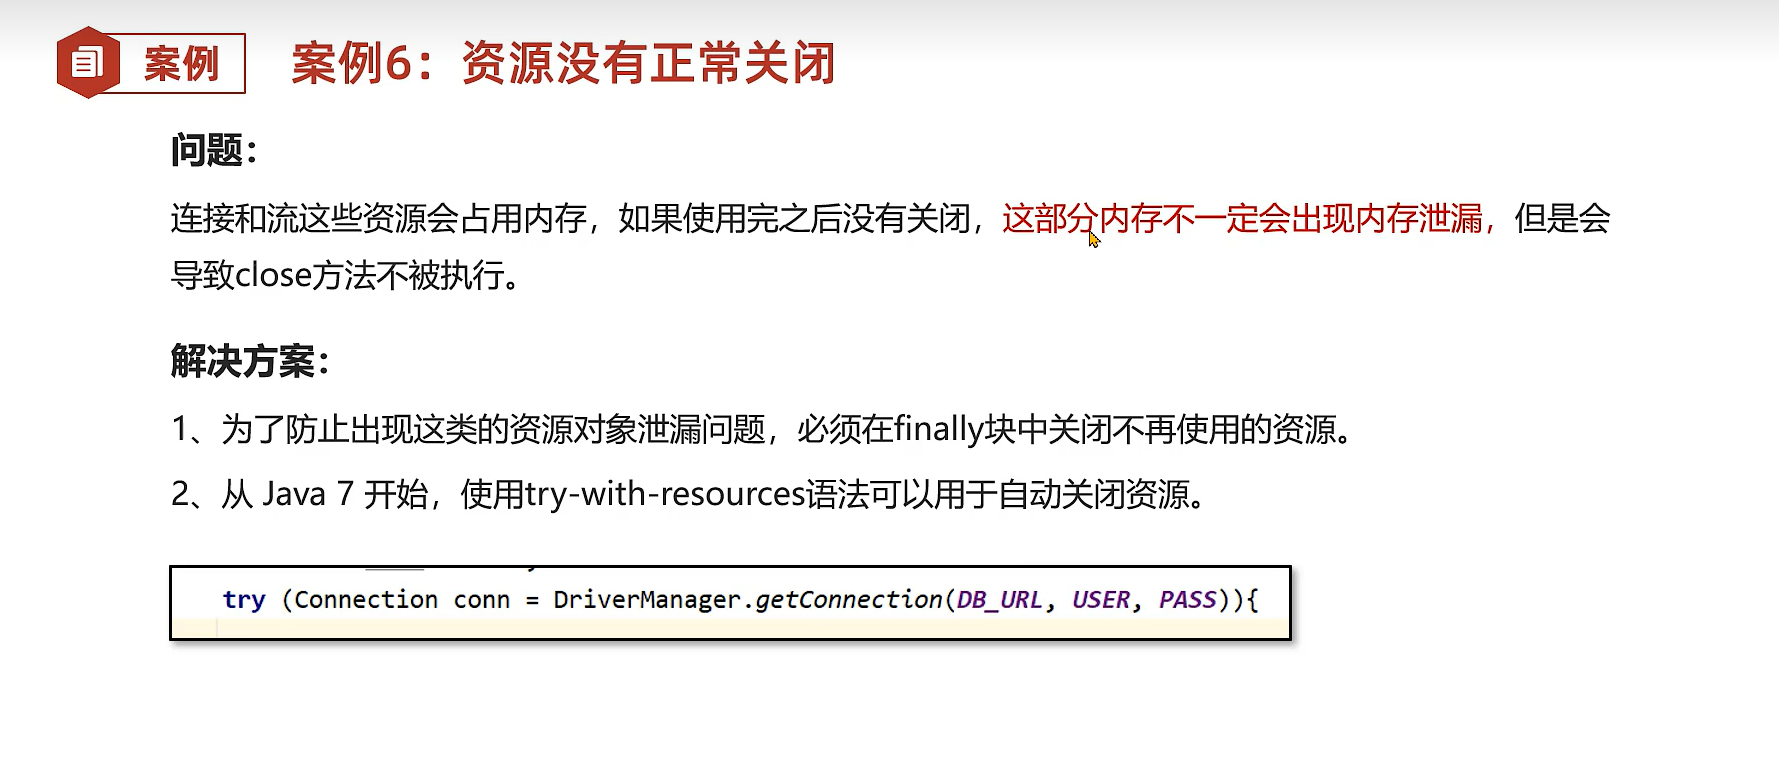 案例
案例6：资源没有正常关闭
问题：
连接和流这些资源会占用内存，如果使用完之后没有关闭，这部分内存不一定会出现内存泄漏，但是会
导致close方法不被执行。
解决方案：
1、为了防止出现这类的资源对象泄漏问题，必须在finally块中关闭不再使用的资源。
2、从 Java 7 开始，使用try-with-resources语法可以用于自动关闭资源。
try (Connection conn = DriverManager.getConnection(DB_URL, USER, PASS)){